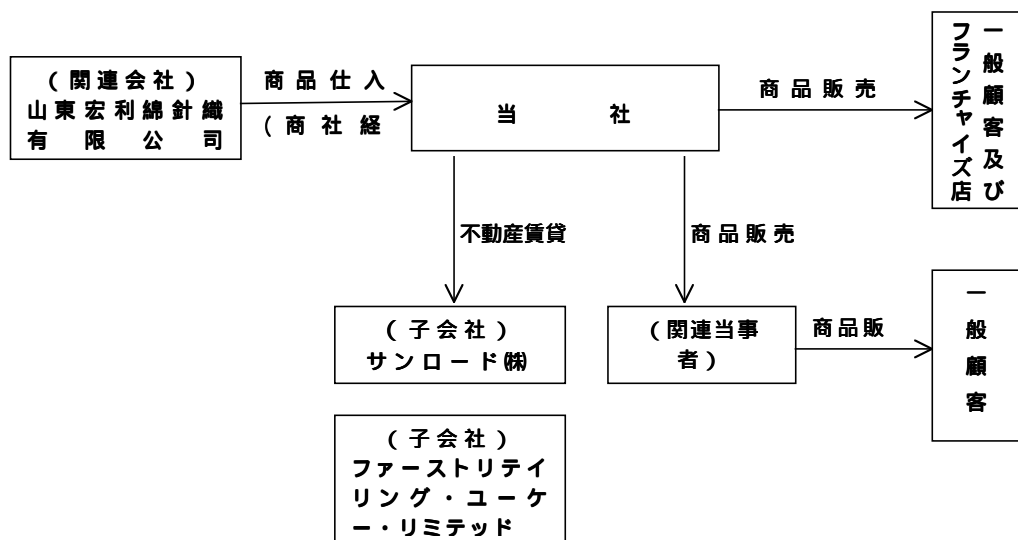 (関連会社)
山東宏利綿針織
有限公司
商品仕入
(商社経
当社
商品販売
一般顧客及び
フランチャイズ店
不動産賃貸
商品販売
(子会社)
サンロード㈱
(関連当事
者)
商品販
一般顧客
(子会社)
ファーストリテイ
リング・ユーケ
ー・リミテッド